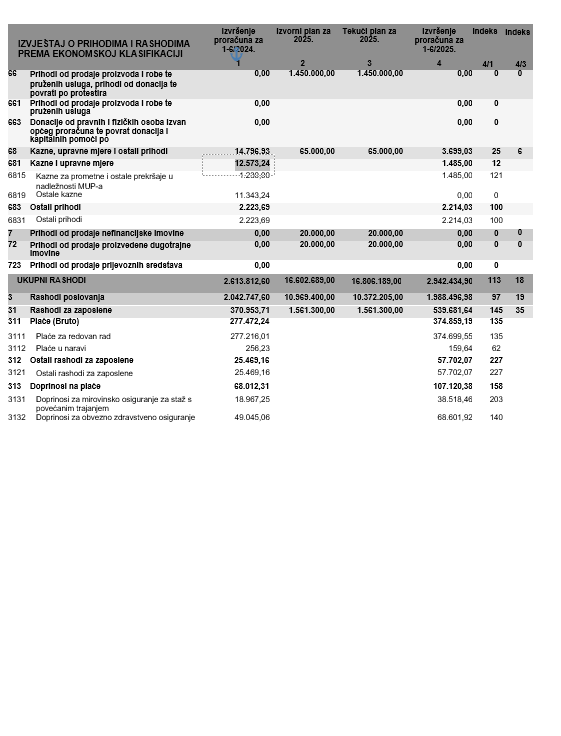 IZVJEŠTAJ O PRIHODIMA I RASHODIMA PREMA EKONOMSKOJ KLASIFIKACIJI Izvršenje proračuna za 1-6/2024. Izvorni plan za 2025. Tekući plan za 2025. Izvršenje proračuna za 1-6/2025. Indeks Indeks
1 2 3 4 4/1 4/3
66 Prihodi od prodaje proizvoda i robe te 0,00 1.450.000,00 1.450.000,00 0,00 0 0
pruženih usluga, prihodi od donacija te
povrati po protestira
661 Prihodi od prodaje proizvoda i robe te 0,00 0,00 0
pruženih usluga
663 Donacije od pravnih i fizičkih osoba izvan 0,00 0,00 0
općeg proračuna te povrat donacija i
kapitalnih pomoći po
68 Kazne, upravne mjere i ostali prihodi 14.796,93 65.000,00 65.000,00 3.699,03 25 6
681 Kazne i upravne mjere 12.573,24 1.485,00 12
6815 Kazne za prometne i ostale prekršaje u 1.230,00 1.485,00 121
nadležnosti MUP-a
6819 Ostale kazne 11.343,24 0,00 0
683 Ostali prihodi 2.223,69 2.214,03 100
6831 Ostali prihodi 2.223,69 2.214,03 100
7 Prihodi od prodaje nefinancijske imovine 0,00 20.000,00 20.000,00 0,00 0 0
72 Prihodi od prodaje proizvedene dugotrajne 0,00 20.000,00 20.000,00 0,00 0 0
imovine
723 Prihodi od prodaje prijevoznih sredstava 0,00 0,00 0
UKUPNI RASHODI 2.613.812,60 16.602.689,00 16.806.189,00 2.942.434,90 113 18
3 Rashodi poslovanja 2.042.747,60 10.969.400,00 10.372.205,00 1.988.496,98 97 19
31 Rashodi za zaposlene 370.953,71 1.561.300,00 1.561.300,00 539.681,64 145 35
311 Plaće (Bruto) 277.472,24 374.859,19 135
3111 Plaće za redovan rad 277.216,01 374.699,55 135
3112 Plaće u naravi 256,23 159,64 62
312 Ostali rashodi za zaposlene 25.469,16 57.702,07 227
3121 Ostali rashodi za zaposlene 25.469,16 57.702,07 227
313 Doprinosi na plaće 68.012,31 107.120,38 158
3131 Doprinosi za mirovinsko osiguranje za staž s 18.967,25 38.518,46 203
povećanim trajanjem
3132 Doprinosi za obvezno zdravstveno osiguranje 49.045,06 68.601,92 140